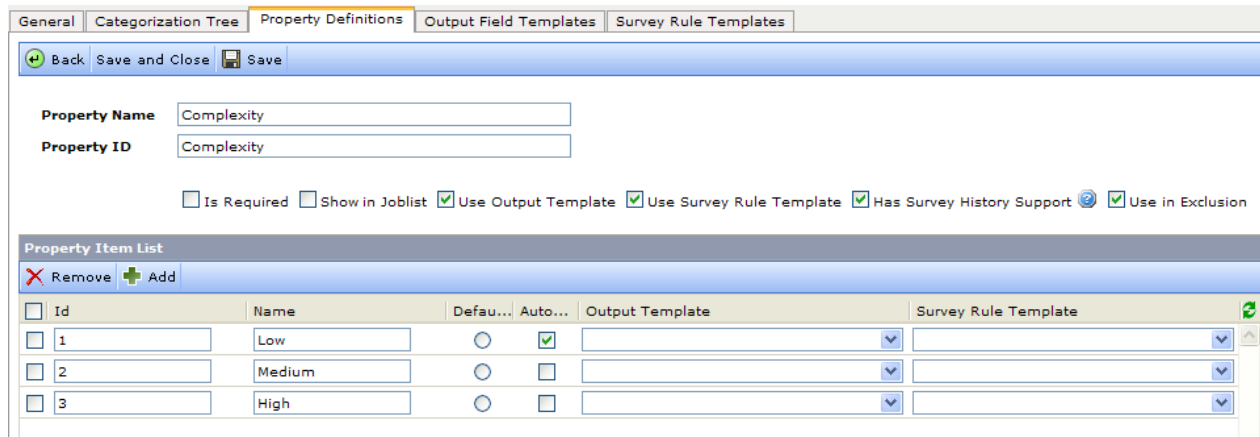 General Categorization Tree Property Definitions Output Field Templates Survey Rule Templates
Back Save and Close Save
Property Name Complexity
Property ID Complexity
Is Required Show in Joblist Use Output Template Use Survey Rule Template Has Survey History Support Use in Exclusion
Property Item List
Remove Add
Id Name Defau... Auto... Output Template Survey Rule Template
1 Low
2 Medium
3 High